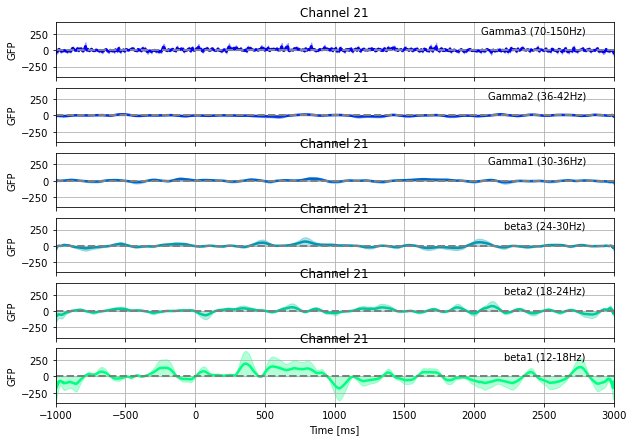 Channel 21
Gamma3 (70-150Hz)
GFP
250
0
−250
Channel 21
Gamma2 (36-42Hz)
GFP
250
0
−250
Channel 21
Gamma1 (30-36Hz)
GFP
250
0
−250
Channel 21
beta3 (24-30Hz)
GFP
250
0
−250
Channel 21
beta2 (18-24Hz)
GFP
250
0
−250
Channel 21
beta1 (12-18Hz)
GFP
250
0
−250
−1000 −500 0 500 1000 1500 2000 2500 3000
Time [ms]